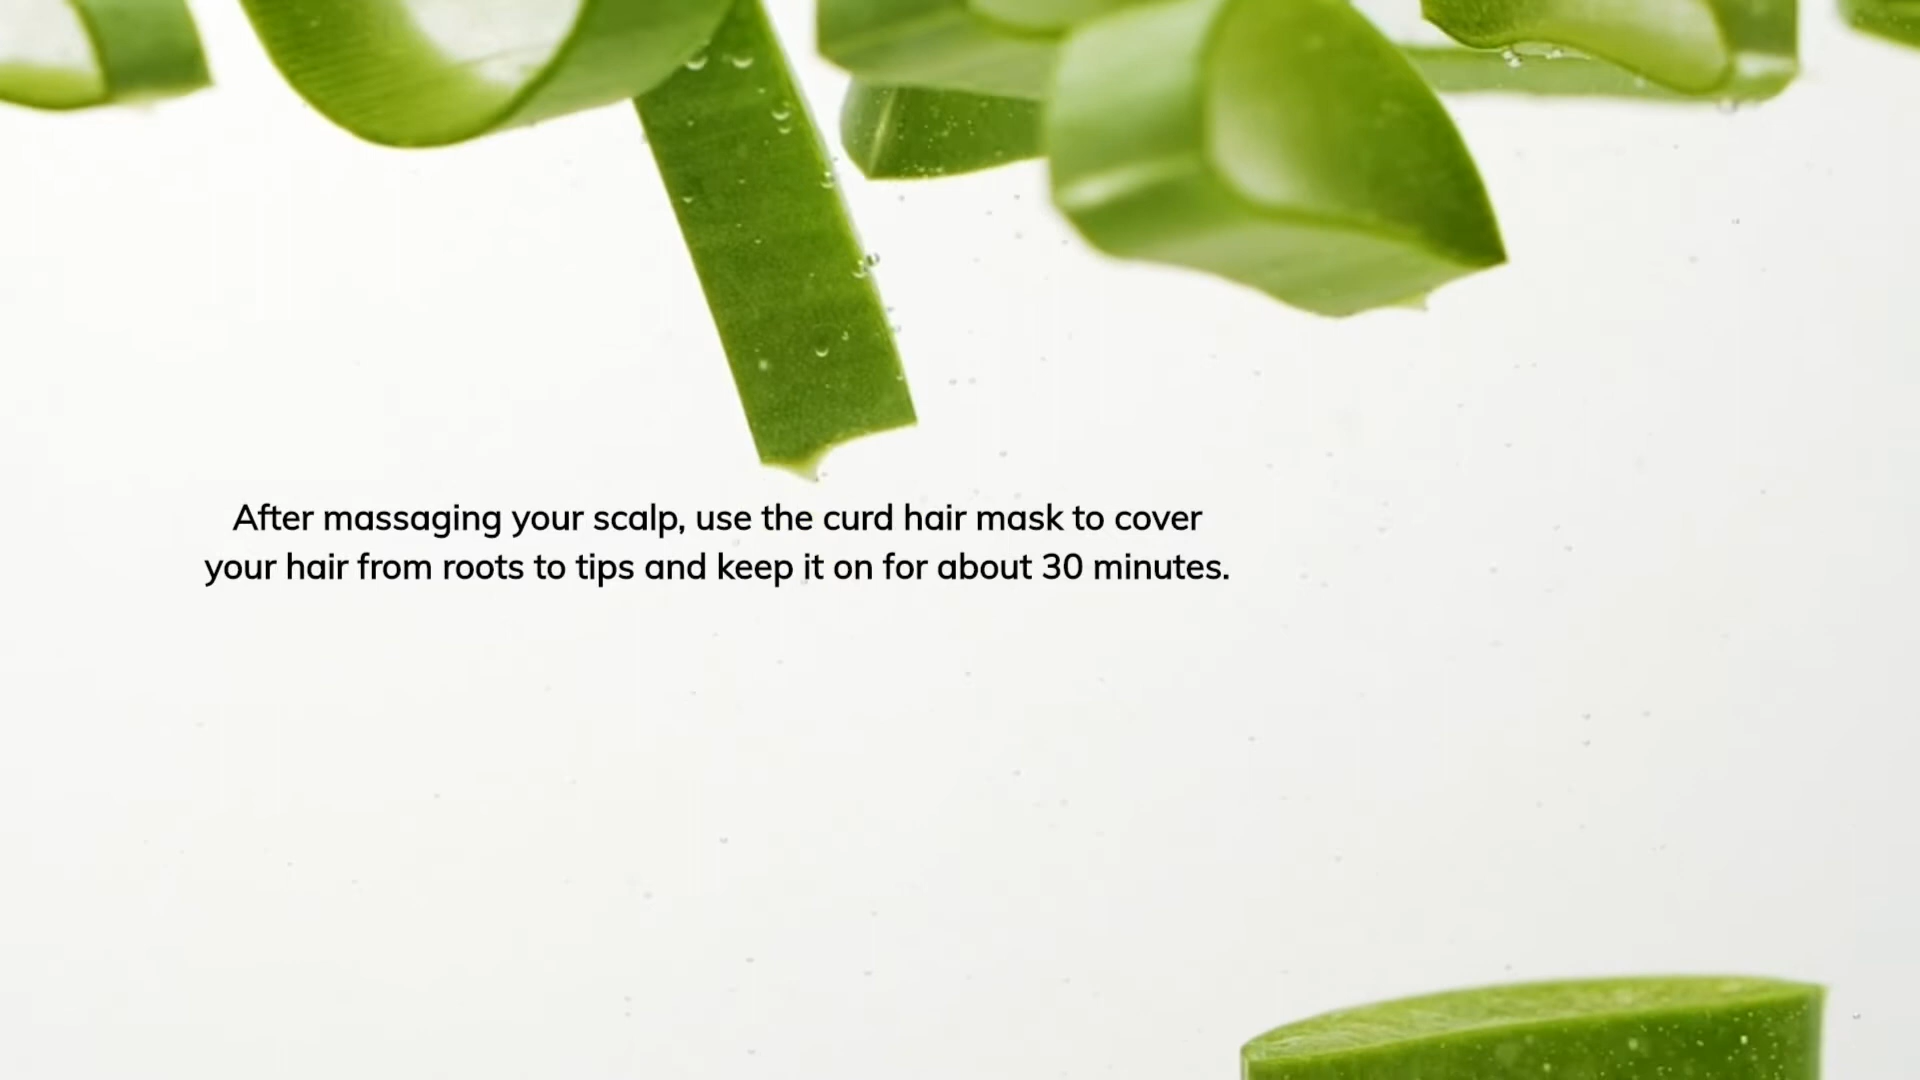 After massaging your scalp, use the curd hair mask to cover
your hair from roots to tips and keep it on for about 30 minutes.